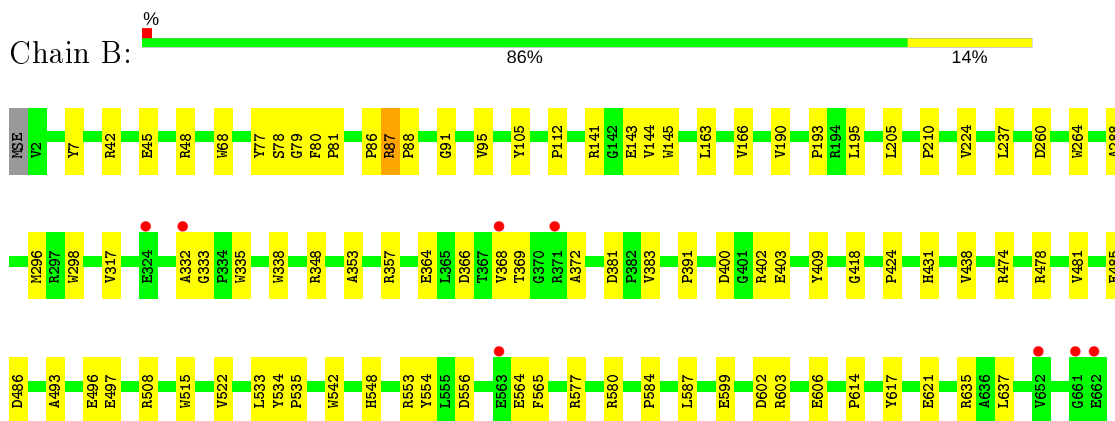 %
Chain B:
86%
14%
MSE V2 Y7 R42 E45 R48 W68 Y77 S78 G79 F80 P81 P86 R87 P88 G91 V95 Y105 P112 R141 G142 E143 V144 W145 L163 V166 V190 P193 R194 L195 L205 P210 V224 L237 D260 W264
M296 R297 W298 V317 E324 A332 G333 P334 W335 W338 R348 A353 R357 E364 L365 D366 T367 V368 T369 G370 R371 A372 D381 P382 V383 P391 D400 G401 R402 E403 Y409 G418 P424 H431 V438 R474 R478 V481
D486 A493 E496 E497 R508 W515 V522 L533 Y534 P535 W542 H548 R553 Y554 L555 D556 E563 E564 F565 R577 R580 P584 L587 E599 D602 R603 E606 P614 Y617 E621 R635 A636 L637 V652 G661 E662